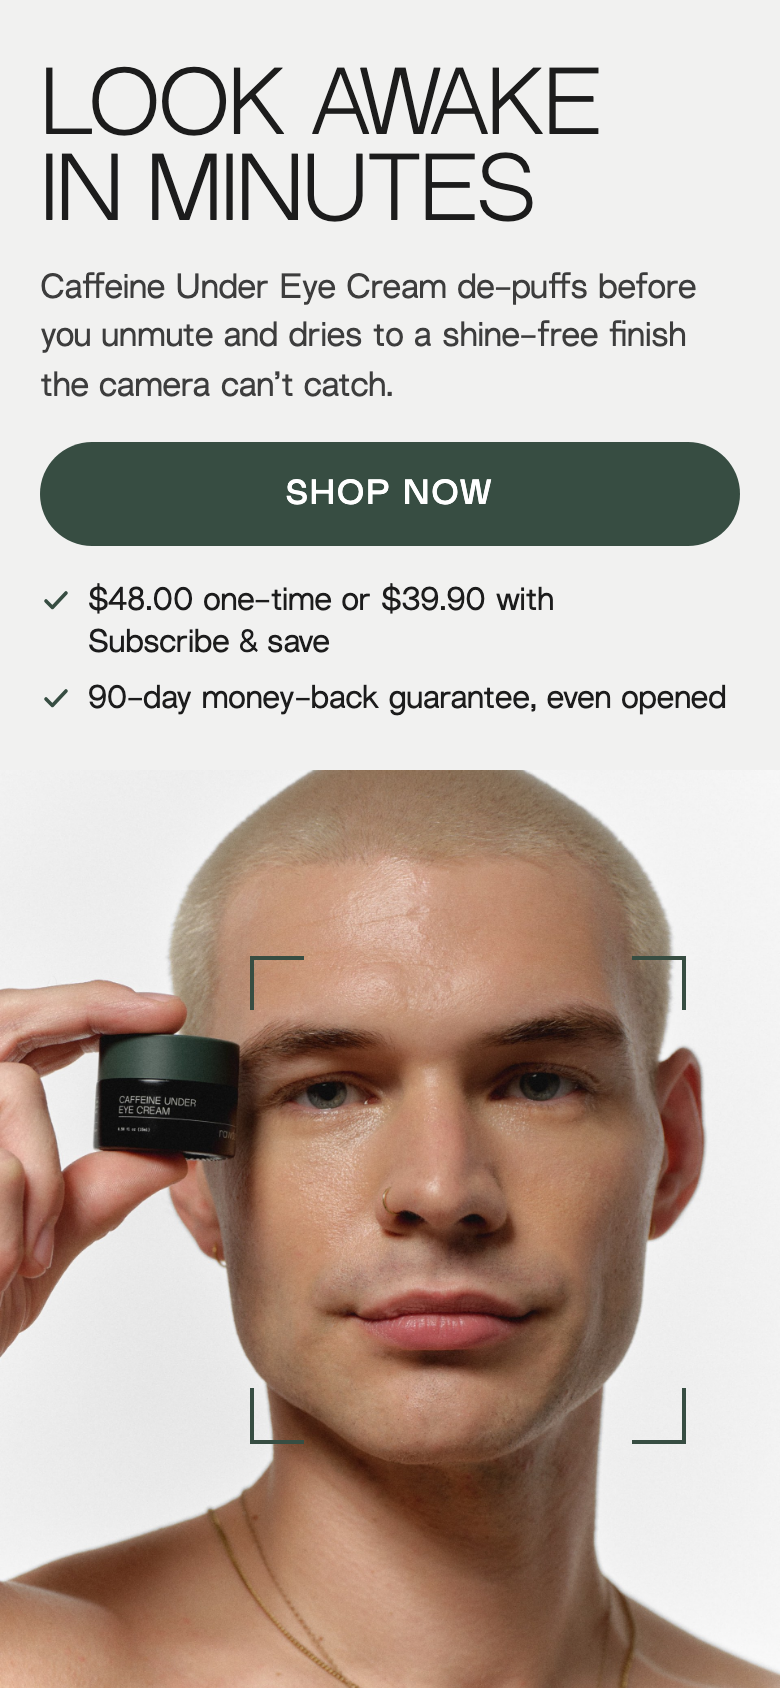 LOOK AWAKE
IN MINUTES
Caffeine Under Eye Cream de-puffs before
you unmute and dries to a shine-free finish
the camera can’t catch.
SHOP NOW
$48.00 one-time or $39.90 with
Subscribe & save
90-day money-back guarantee, even opened
CAFFEINE UNDER
EYE CREAM